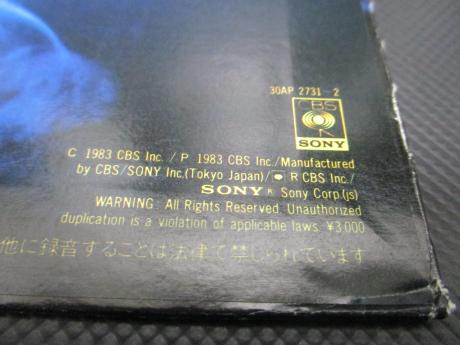 30AP 2731-2
CBS
SONY
C 1983 CBS Inc. / P 1983 CBS Inc./Manufactured
by CBS/SONY Inc.(Tokyo Japan)/ R CBS Inc./
SONY R Sony Corp.(js)
WARNING: All Rights Reserved. Unauthorized
duplication is a violation of applicable laws. ¥3,000
他に録音することは法律で禁じられています